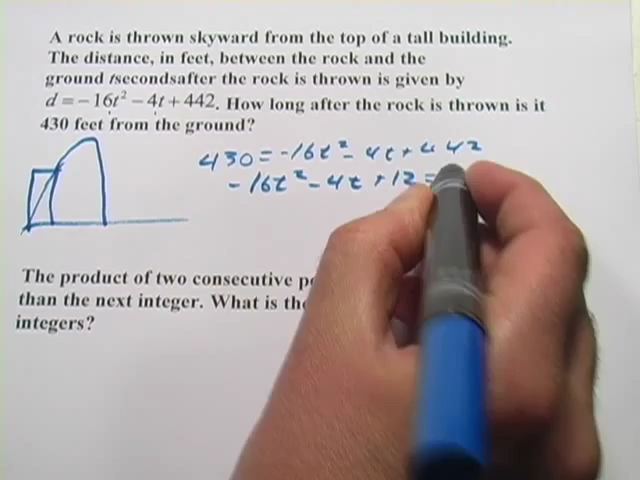 A rock is thrown skyward from the top of a tall building.
The distance, in feet, between the rock and the
ground tsecondsafter the rock is thrown is given by
d = −16t² − 4t + 442. How long after the rock is thrown is it
430 feet from the ground?
430 = -16t² - 4t + 442
-16t² - 4t + 12 =
The product of two consecutive
than the next integer. What is the
integers?